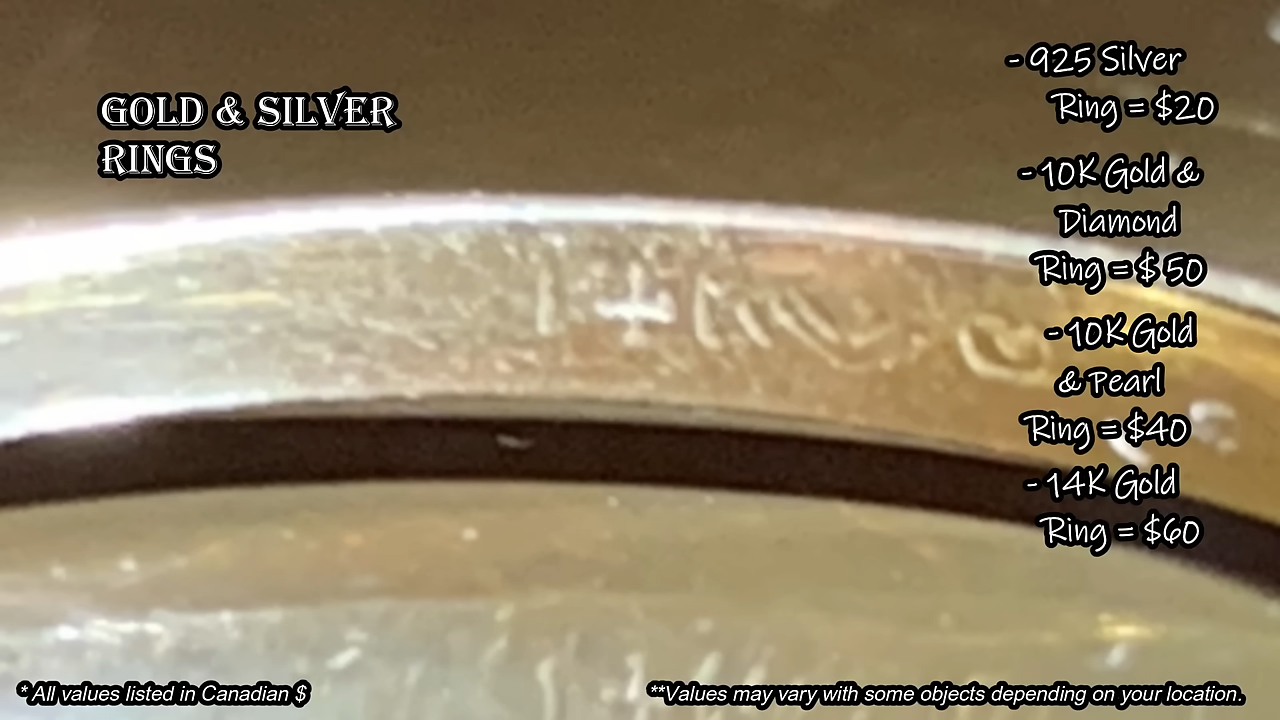 GOLD & SILVER
RINGS
- 925 Silver
Ring = $20
- 10K Gold &
Diamond
Ring = $ 50
- 10K Gold
& Pearl
Ring = $40
- 14K Gold
Ring = $60
* All values listed in Canadian $
**Values may vary with some objects depending on your location.